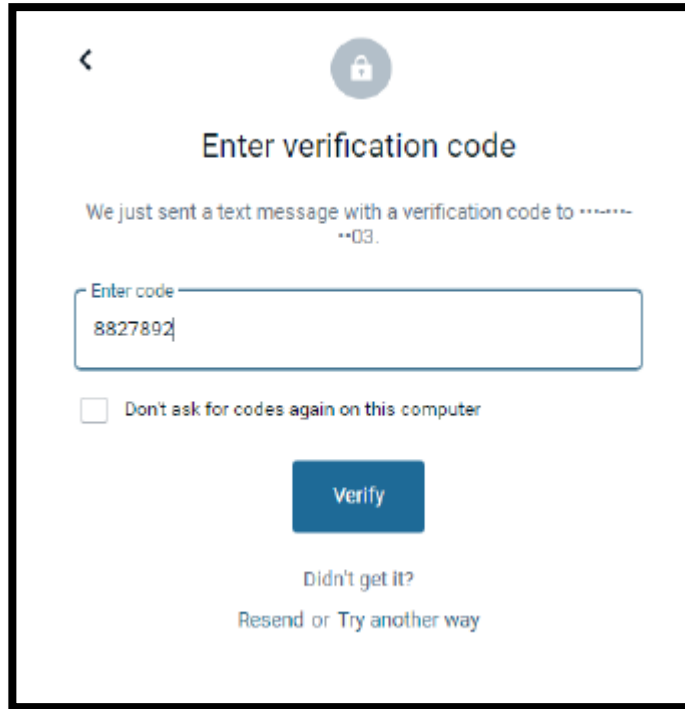 Enter verification code
We just sent a text message with a verification code to •••-•••-
••03.
Enter code
8827892
Don't ask for codes again on this computer
Verify
Didn't get it?
Resend or Try another way